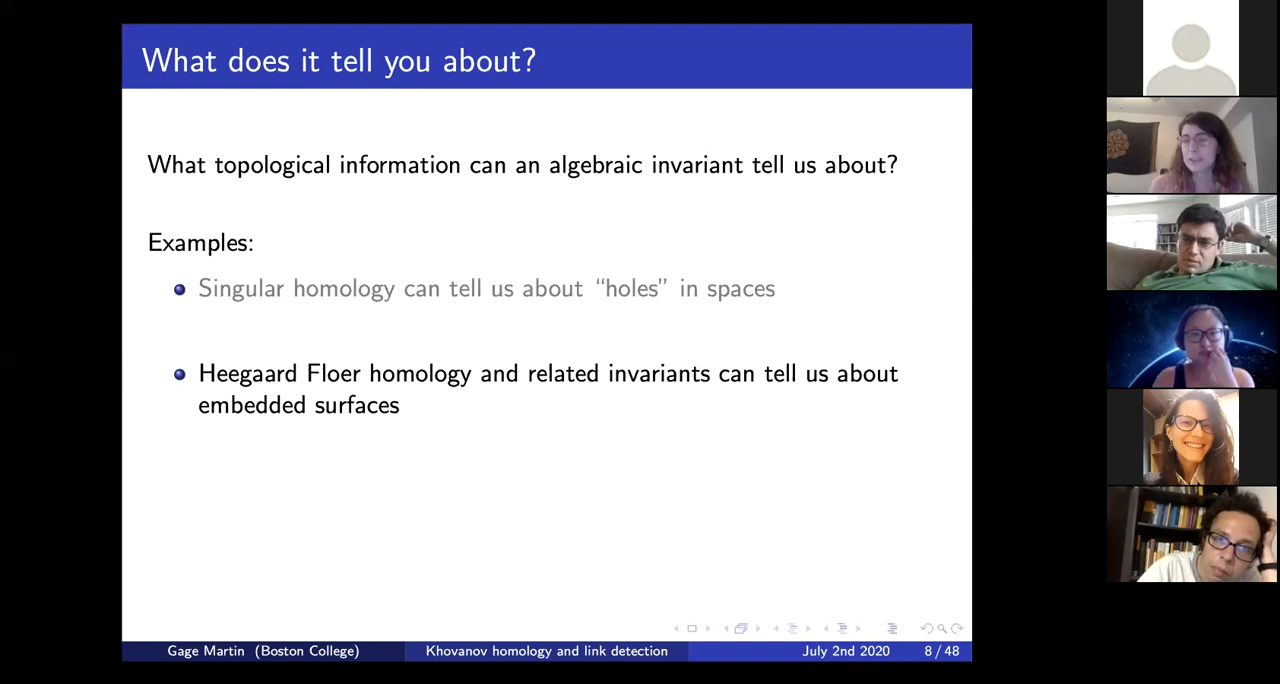 What does it tell you about?
What topological information can an algebraic invariant tell us about?
Examples:
Singular homology can tell us about “holes” in spaces
Heegaard Floer homology and related invariants can tell us about
embedded surfaces
Gage Martin (Boston College) Khovanov homology and link detection July 2nd 2020 8 / 48